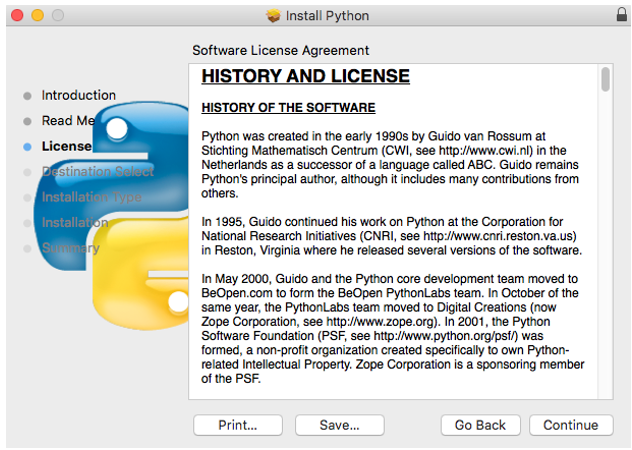 Install Python
Software License Agreement
Introduction
Read Me
License
Destination Select
Installation Type
Installation
Summary
HISTORY AND LICENSE
HISTORY OF THE SOFTWARE
Python was created in the early 1990s by Guido van Rossum at
Stichting Mathematisch Centrum (CWI, see http://www.cwi.nl) in the
Netherlands as a successor of a language called ABC. Guido remains
Python's principal author, although it includes many contributions from
others.
In 1995, Guido continued his work on Python at the Corporation for
National Research Initiatives (CNRI, see http://www.cnri.reston.va.us)
in Reston, Virginia where he released several versions of the software.
In May 2000, Guido and the Python core development team moved to
BeOpen.com to form the BeOpen PythonLabs team. In October of the
same year, the PythonLabs team moved to Digital Creations (now
Zope Corporation, see http://www.zope.org). In 2001, the Python
Software Foundation (PSF, see http://www.python.org/psf/) was
formed, a non-profit organization created specifically to own Python-
related Intellectual Property. Zope Corporation is a sponsoring member
of the PSF.
Print...
Save...
Go Back
Continue